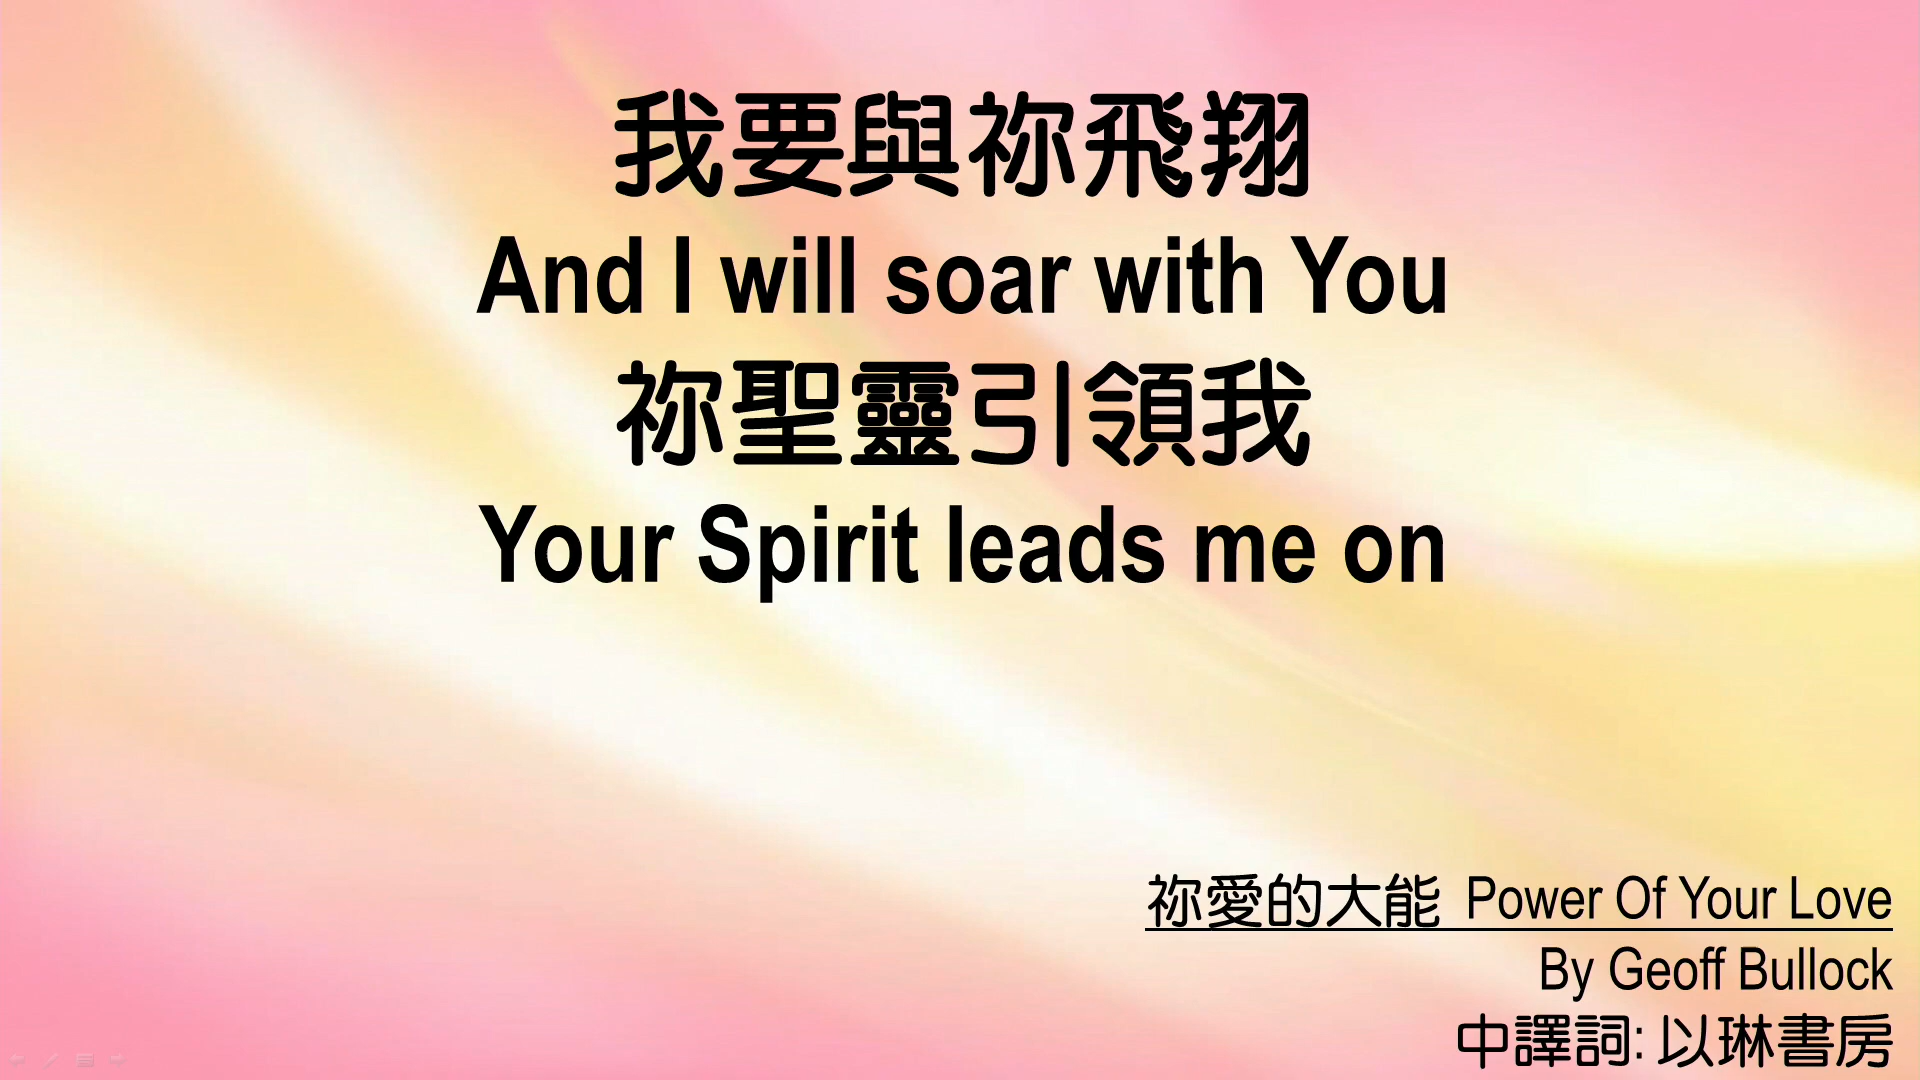 我要與祢飛翔
And I will soar with You
祢聖靈引領我
Your Spirit leads me on
祢愛的大能 Power Of Your Love
By Geoff Bullock
中譯詞: 以琳書房